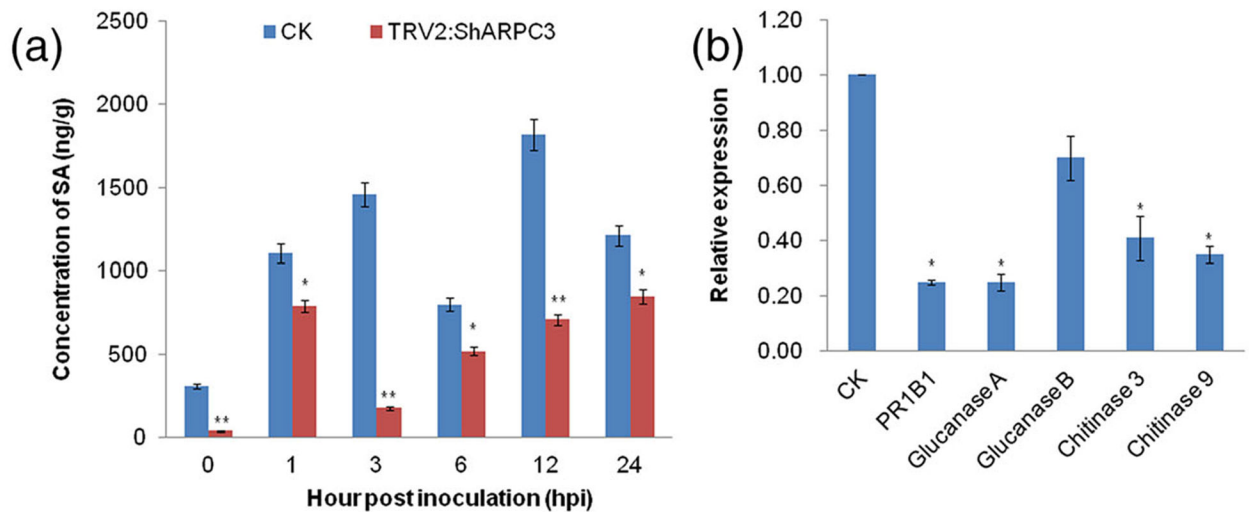 (a)
CK
TRV2:ShARPC3
Concentration of SA (ng/g)
2500
2000
1500
1000
500
0
**
*
**
*
**
*
0 1 3 6 12 24
Hour post inoculation (hpi)
(b)
Relative expression
1.20
1.00
0.80
0.60
0.40
0.20
0.00
*
*
*
*
CK
PR1B1
Glucanase A
Glucanase B
Chitinase 3
Chitinase 9